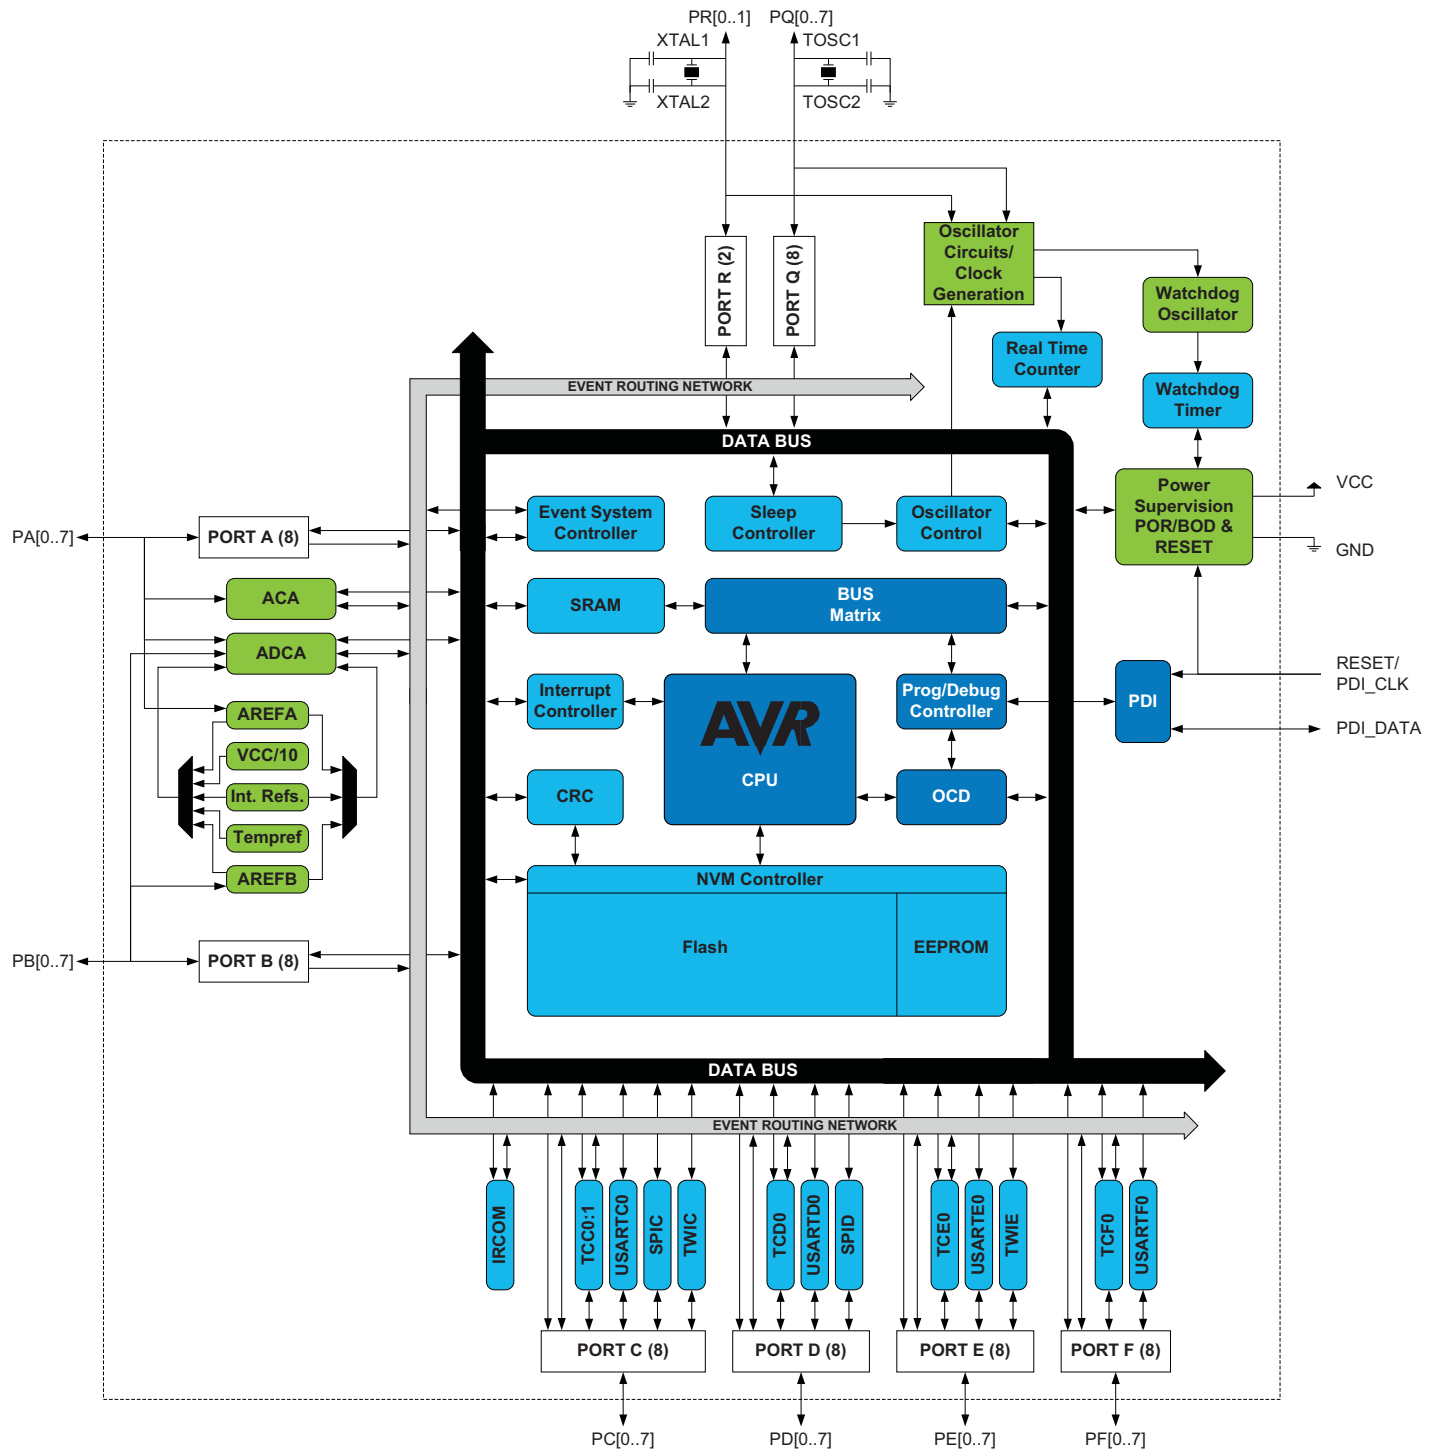 PR[0..1]
PQ[0..7]
XTAL1
TOSC1
XTAL2
TOSC2
PORT R (2)
PORT Q (8)
Oscillator
Circuits/
Clock
Generation
Watchdog
Oscillator
Real Time
Counter
Watchdog
Timer
EVENT ROUTING NETWORK
DATA BUS
Power
Supervision
POR/BOD &
RESET
VCC
GND
PA[0..7]
PORT A (8)
Event System
Controller
Sleep
Controller
Oscillator
Control
ACA
SRAM
BUS
Matrix
ADCA
RESET/
PDI_CLK
PDI
PDI_DATA
Interrupt
Controller
AVR
CPU
Prog/Debug
Controller
AREFA
VCC/10
Int. Refs.
Tempref
AREFB
CRC
OCD
NVM Controller
Flash
EEPROM
PB[0..7]
PORT B (8)
DATA BUS
EVENT ROUTING NETWORK
IRCOM
TCC0:1
USARTC0
SPIC
TWIC
TCD0
USARTD0
SPID
TCE0
USARTE0
TWIE
TCF0
USARTF0
PORT C (8)
PORT D (8)
PORT E (8)
PORT F (8)
PC[0..7]
PD[0..7]
PE[0..7]
PF[0..7]